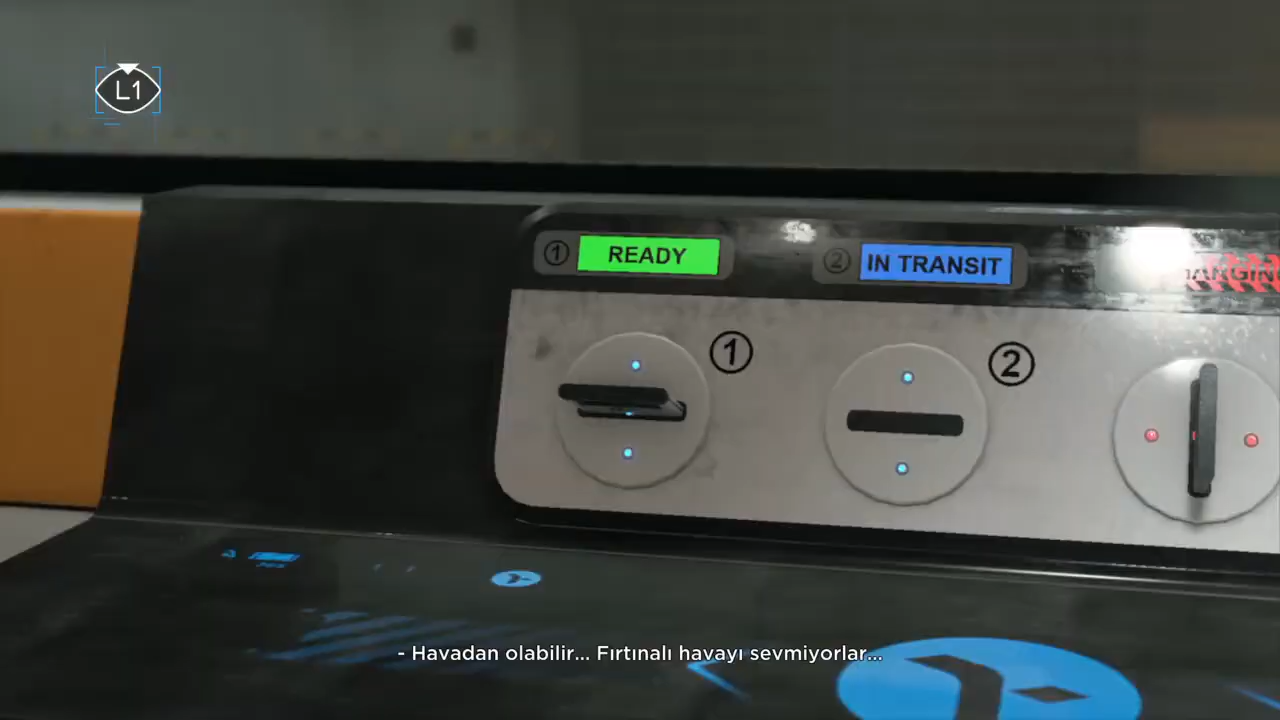 L1
1 READY
2 IN TRANSIT
1
2
- Havadan olabilir... Fırtınalı havayı sevmiyorlar...